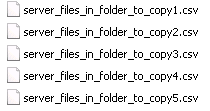 server_files_in_folder_to_copy1.csv
server_files_in_folder_to_copy2.csv
server_files_in_folder_to_copy3.csv
server_files_in_folder_to_copy4.csv
server_files_in_folder_to_copy5.csv